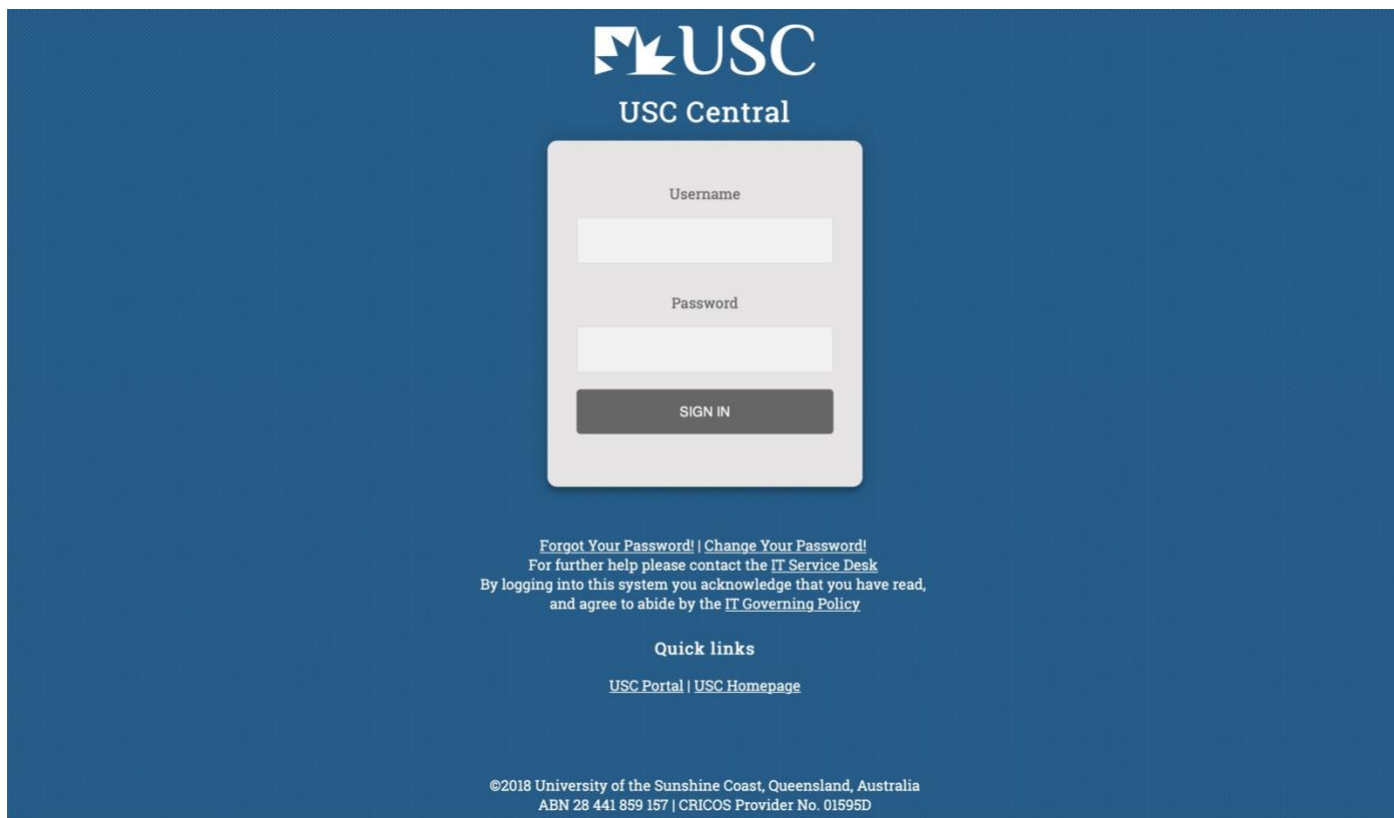 USC
USC Central
Username
Password
SIGN IN
Forgot Your Password! | Change Your Password!
For further help please contact the IT Service Desk
By logging into this system you acknowledge that you have read,
and agree to abide by the IT Governing Policy
Quick links
USC Portal | USC Homepage
©2018 University of the Sunshine Coast, Queensland, Australia
ABN 28 441 859 157 | CRICOS Provider No. 01595D